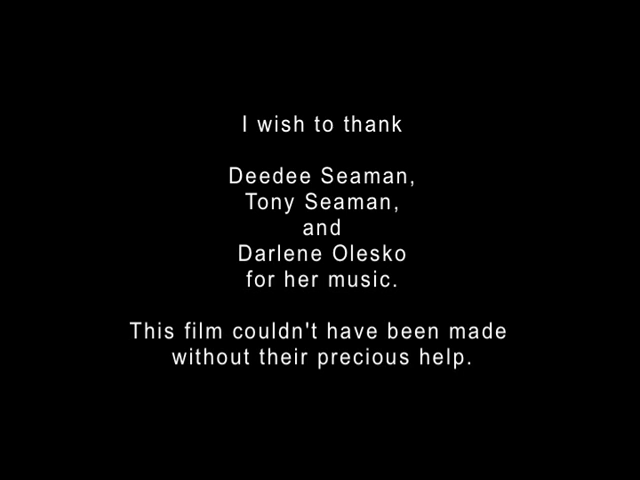 I wish to thank
Deedee Seaman,
Tony Seaman,
and
Darlene Olesko
for her music.
This film couldn't have been made
without their precious help.